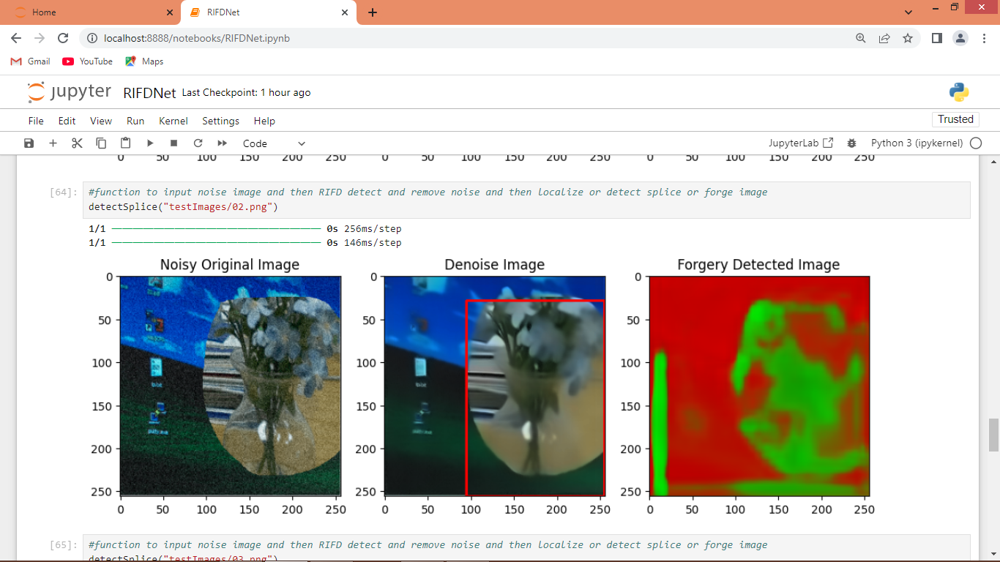 Home
RIFDNet
localhost:8888/notebooks/RIFDNet.ipynb
Gmail
YouTube
Maps
jupyter RIFDNet Last Checkpoint: 1 hour ago
File Edit View Run Kernel Settings Help
Trusted
Code
JupyterLab
Python 3 (ipykernel)
0 50 100 150 200 250 0 50 100 150 200 250 0 50 100 150 200 250
[64]: #function to input noise image and then RIFD detect and remove noise and then localize or detect splice or forge image
detectSplice("testImages/02.png")
1/1 0s 256ms/step
1/1 0s 146ms/step
Noisy Original Image Denoise Image Forgery Detected Image
0 0 0
50 50 50
100 100 100
150 150 150
200 200 200
250 250 250
0 50 100 150 200 250 0 50 100 150 200 250 0 50 100 150 200 250
[65]: #function to input noise image and then RIFD detect and remove noise and then localize or detect splice or forge image
detectSplice("testImages/03.png")